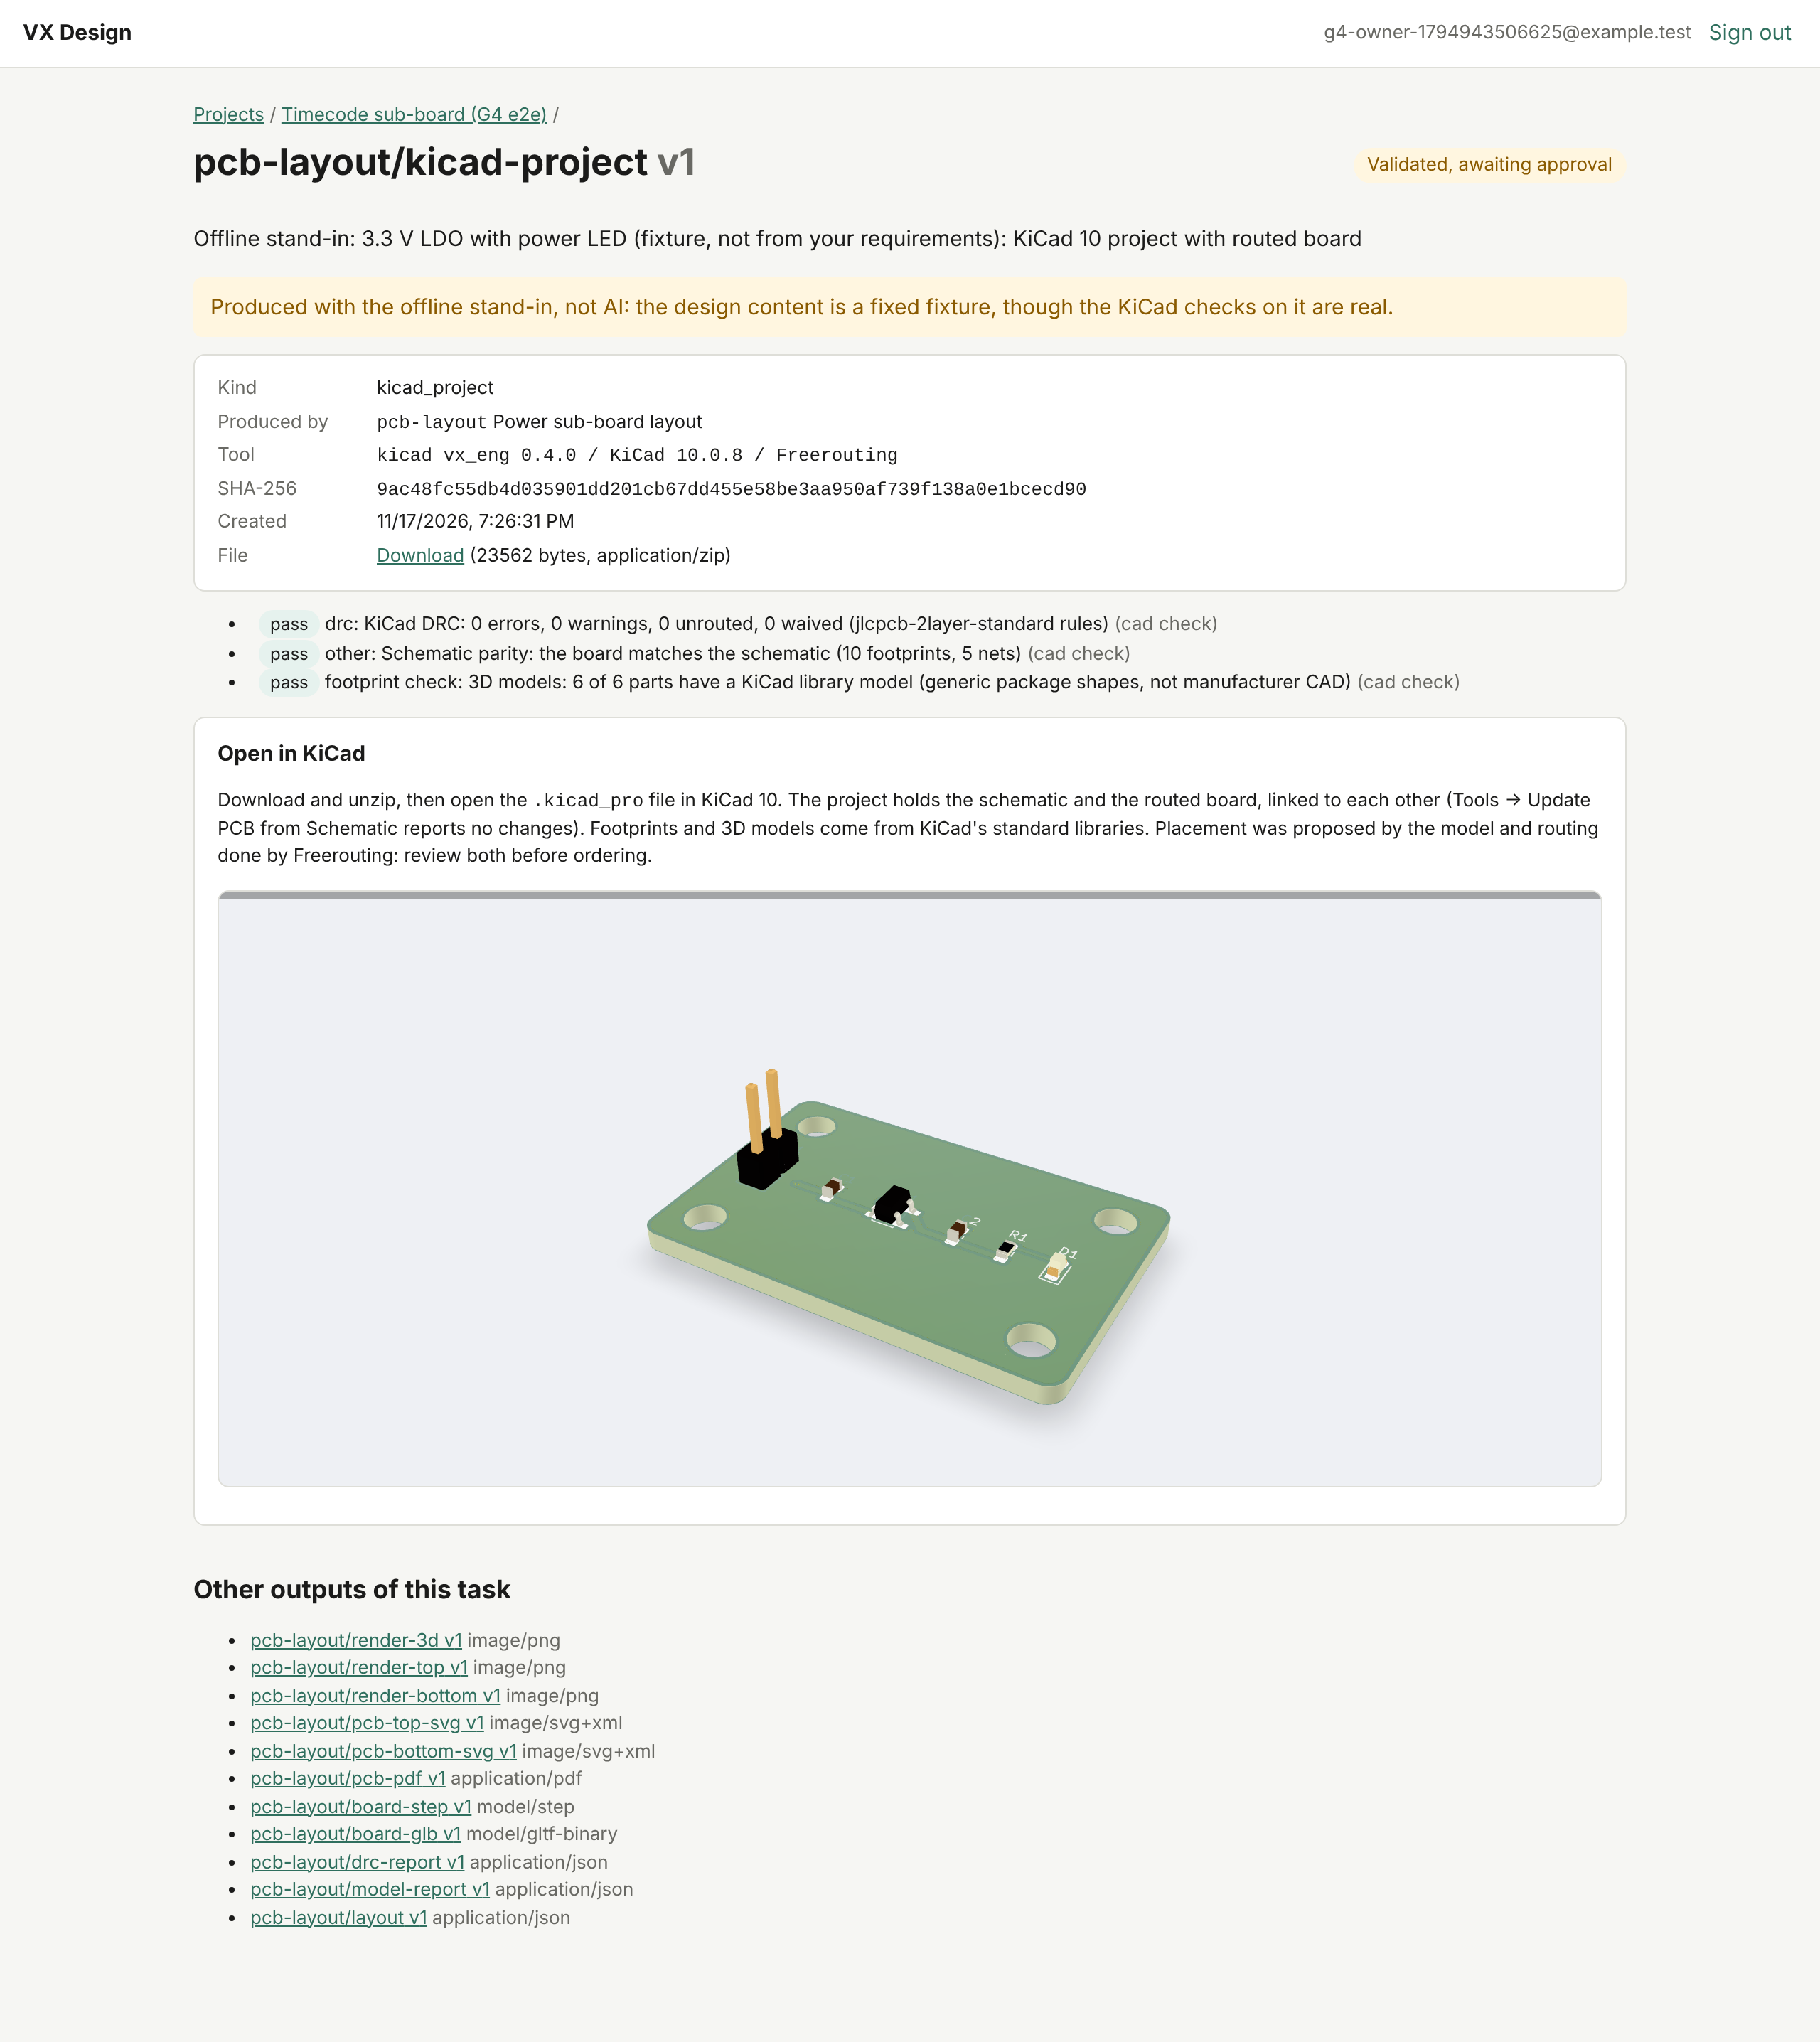 VX Design
g4-owner-1794943506625@example.test Sign out
Projects / Timecode sub-board (G4 e2e) /
pcb-layout/kicad-project v1
Validated, awaiting approval
Offline stand-in: 3.3 V LDO with power LED (fixture, not from your requirements): KiCad 10 project with routed board
Produced with the offline stand-in, not AI: the design content is a fixed fixture, though the KiCad checks on it are real.
Kind kicad_project
Produced by pcb-layout Power sub-board layout
Tool kicad vx_eng 0.4.0 / KiCad 10.0.8 / Freerouting
SHA-256 9ac48fc55db4d035901dd201cb67dd455e58be3aa950af739f138a0e1bcecd90
Created 11/17/2026, 7:26:31 PM
File Download (23562 bytes, application/zip)
• pass drc: KiCad DRC: 0 errors, 0 warnings, 0 unrouted, 0 waived (jlcpcb-2layer-standard rules) (cad check)
• pass other: Schematic parity: the board matches the schematic (10 footprints, 5 nets) (cad check)
• pass footprint check: 3D models: 6 of 6 parts have a KiCad library model (generic package shapes, not manufacturer CAD) (cad check)
Open in KiCad
Download and unzip, then open the .kicad_pro file in KiCad 10. The project holds the schematic and the routed board, linked to each other (Tools → Update
PCB from Schematic reports no changes). Footprints and 3D models come from KiCad's standard libraries. Placement was proposed by the model and routing
done by Freerouting: review both before ordering.
2
R1
D1
Other outputs of this task
• pcb-layout/render-3d v1 image/png
• pcb-layout/render-top v1 image/png
• pcb-layout/render-bottom v1 image/png
• pcb-layout/pcb-top-svg v1 image/svg+xml
• pcb-layout/pcb-bottom-svg v1 image/svg+xml
• pcb-layout/pcb-pdf v1 application/pdf
• pcb-layout/board-step v1 model/step
• pcb-layout/board-glb v1 model/gltf-binary
• pcb-layout/drc-report v1 application/json
• pcb-layout/model-report v1 application/json
• pcb-layout/layout v1 application/json